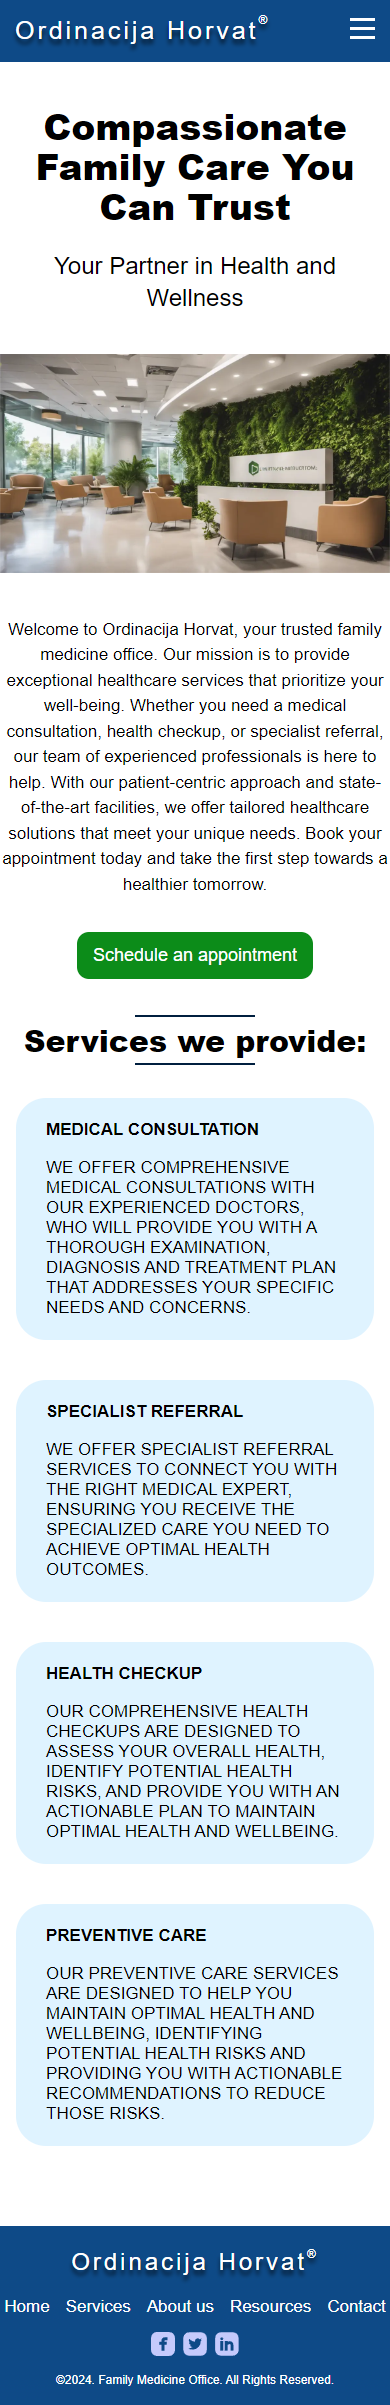 Ordinacija Horvat®
Compassionate
Family Care You
Can Trust
Your Partner in Health and
Wellness
Welcome to Ordinacija Horvat, your trusted family
medicine office. Our mission is to provide
exceptional healthcare services that prioritize your
well-being. Whether you need a medical
consultation, health checkup, or specialist referral,
our team of experienced professionals is here to
help. With our patient-centric approach and state-
of-the-art facilities, we offer tailored healthcare
solutions that meet your unique needs. Book your
appointment today and take the first step towards a
healthier tomorrow.
Schedule an appointment
Services we provide:
MEDICAL CONSULTATION
WE OFFER COMPREHENSIVE
MEDICAL CONSULTATIONS WITH
OUR EXPERIENCED DOCTORS,
WHO WILL PROVIDE YOU WITH A
THOROUGH EXAMINATION,
DIAGNOSIS AND TREATMENT PLAN
THAT ADDRESSES YOUR SPECIFIC
NEEDS AND CONCERNS.
SPECIALIST REFERRAL
WE OFFER SPECIALIST REFERRAL
SERVICES TO CONNECT YOU WITH
THE RIGHT MEDICAL EXPERT,
ENSURING YOU RECEIVE THE
SPECIALIZED CARE YOU NEED TO
ACHIEVE OPTIMAL HEALTH
OUTCOMES.
HEALTH CHECKUP
OUR COMPREHENSIVE HEALTH
CHECKUPS ARE DESIGNED TO
ASSESS YOUR OVERALL HEALTH,
IDENTIFY POTENTIAL HEALTH
RISKS, AND PROVIDE YOU WITH AN
ACTIONABLE PLAN TO MAINTAIN
OPTIMAL HEALTH AND WELLBEING.
PREVENTIVE CARE
OUR PREVENTIVE CARE SERVICES
ARE DESIGNED TO HELP YOU
MAINTAIN OPTIMAL HEALTH AND
WELLBEING, IDENTIFYING
POTENTIAL HEALTH RISKS AND
PROVIDING YOU WITH ACTIONABLE
RECOMMENDATIONS TO REDUCE
THOSE RISKS.
Ordinacija Horvat®
Home Services About us Resources Contact
©2024. Family Medicine Office. All Rights Reserved.